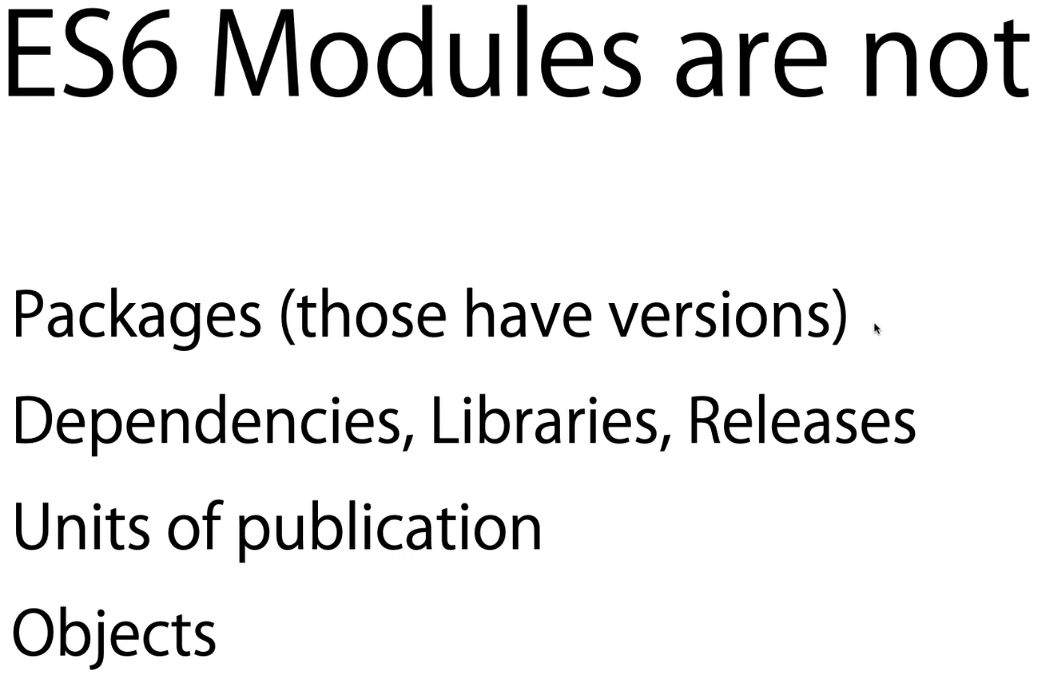 ES6 Modules are not
Packages (those have versions)
Dependencies, Libraries, Releases
Units of publication
Objects